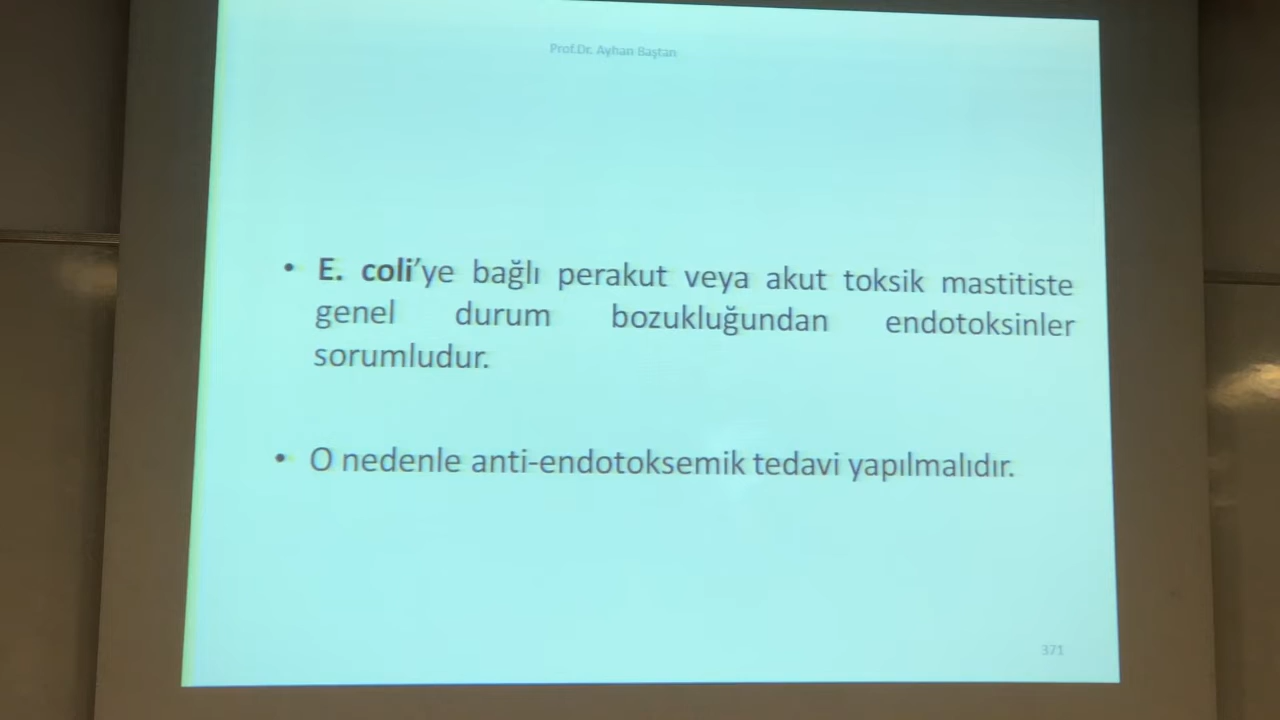 Prof.Dr. Ayhan Baştan
• E. coli’ye bağlı perakut veya akut toksik mastitiste
genel durum bozukluğundan endotoksinler
sorumludur.
• O nedenle anti-endotoksemik tedavi yapılmalıdır.
371